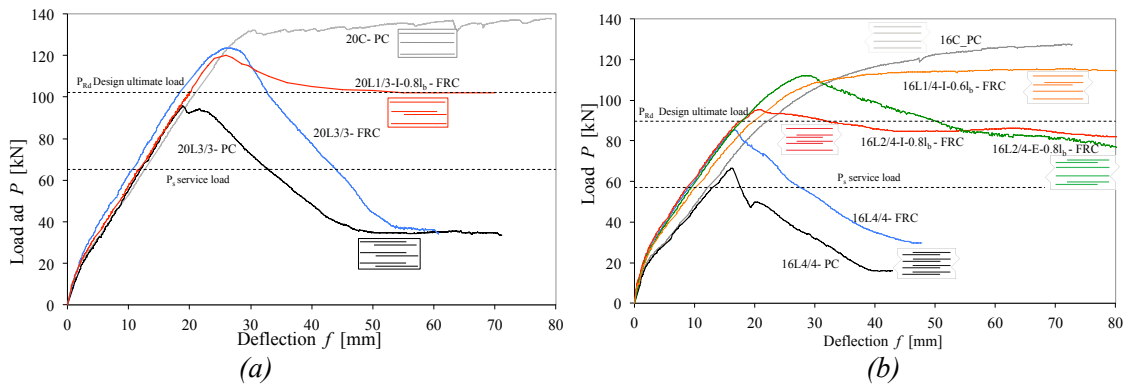 140
120
100
80
60
40
20
0
0 10 20 30 40 50 60 70 80
Load ad P [kN]
Deflection f [mm]
20C- PC
P_Rd Design ultimate load
20L1/3-I-0.8l_b - FRC
20L3/3- FRC
20L3/3- PC
P_s service load
(a)
140
120
100
80
60
40
20
0
0 10 20 30 40 50 60 70 80
Load P [kN]
Deflection f [mm]
16C_PC
16L1/4-I-0.6l_b - FRC
P_Rd Design ultimate load
16L2/4-I-0.8l_b - FRC
16L2/4-E-0.8l_b - FRC
P_s service load
16L4/4- FRC
16L4/4- PC
(b)